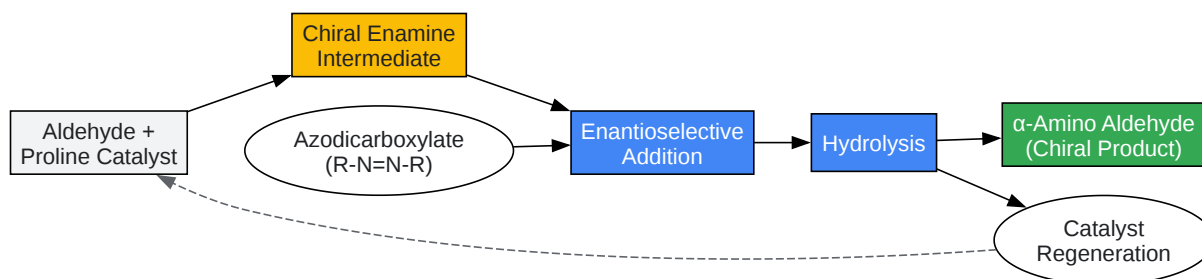 Chiral Enamine
Intermediate
Aldehyde +
Proline Catalyst
Azodicarboxylate
(R-N=N-R)
Enantioselective
Addition
Hydrolysis
α-Amino Aldehyde
(Chiral Product)
Catalyst
Regeneration